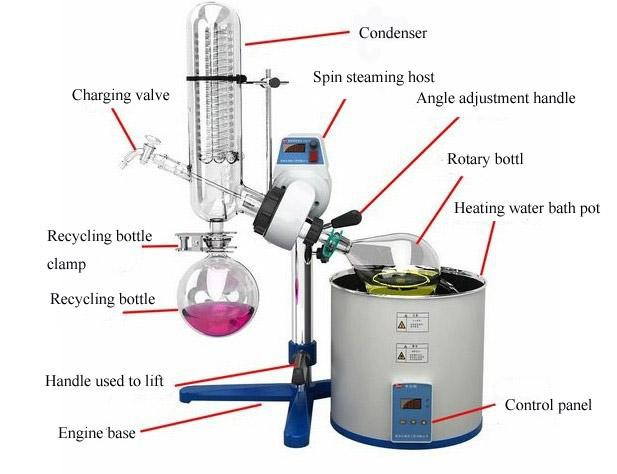 Condenser
Spin steaming host
Charging valve
Angle adjustment handle
Rotary bottl
Heating water bath pot
Recycling bottle
clamp
Recycling bottle
Handle used to lift
Control panel
Engine base